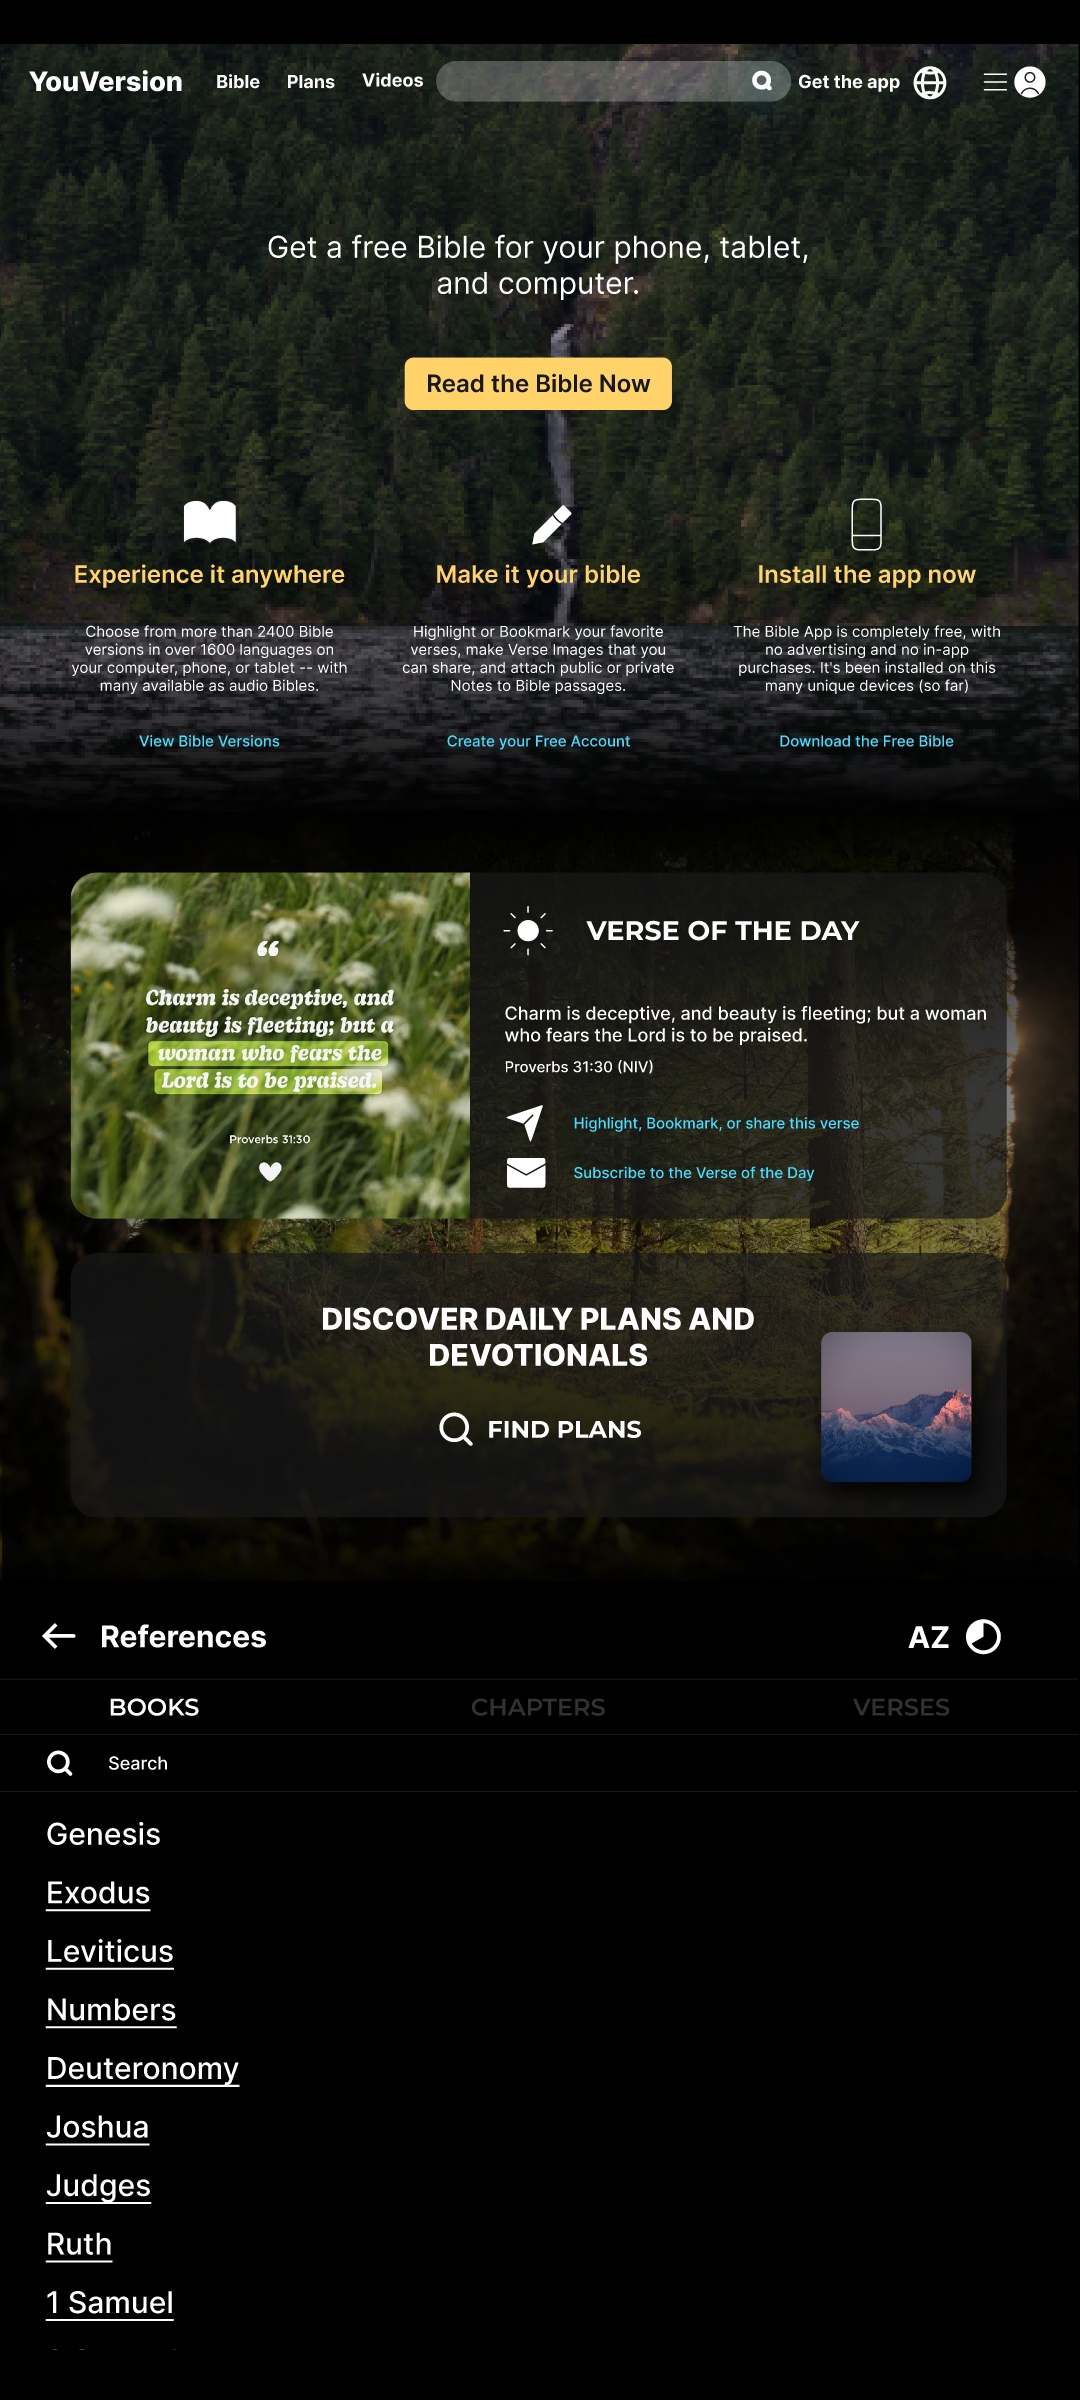 YouVersion Bible Plans Videos Get the app
Get a free Bible for your phone, tablet,
and computer.
Read the Bible Now
Experience it anywhere
Choose from more than 2400 Bible
versions in over 1600 languages on
your computer, phone, or tablet -- with
many available as audio Bibles.
View Bible Versions
Make it your bible
Highlight or Bookmark your favorite
verses, make Verse Images that you
can share, and attach public or private
Notes to Bible passages.
Create your Free Account
Install the app now
The Bible App is completely free, with
no advertising and no in-app
purchases. It's been installed on this
many unique devices (so far)
Download the Free Bible
“
Charm is deceptive, and
beauty is fleeting; but a
woman who fears the
Lord is to be praised.
Proverbs 31:30
VERSE OF THE DAY
Charm is deceptive, and beauty is fleeting; but a woman
who fears the Lord is to be praised.
Proverbs 31:30 (NIV)
Highlight, Bookmark, or share this verse
Subscribe to the Verse of the Day
DISCOVER DAILY PLANS AND
DEVOTIONALS
FIND PLANS
References AZ
BOOKS CHAPTERS VERSES
Search
Genesis
Exodus
Leviticus
Numbers
Deuteronomy
Joshua
Judges
Ruth
1 Samuel